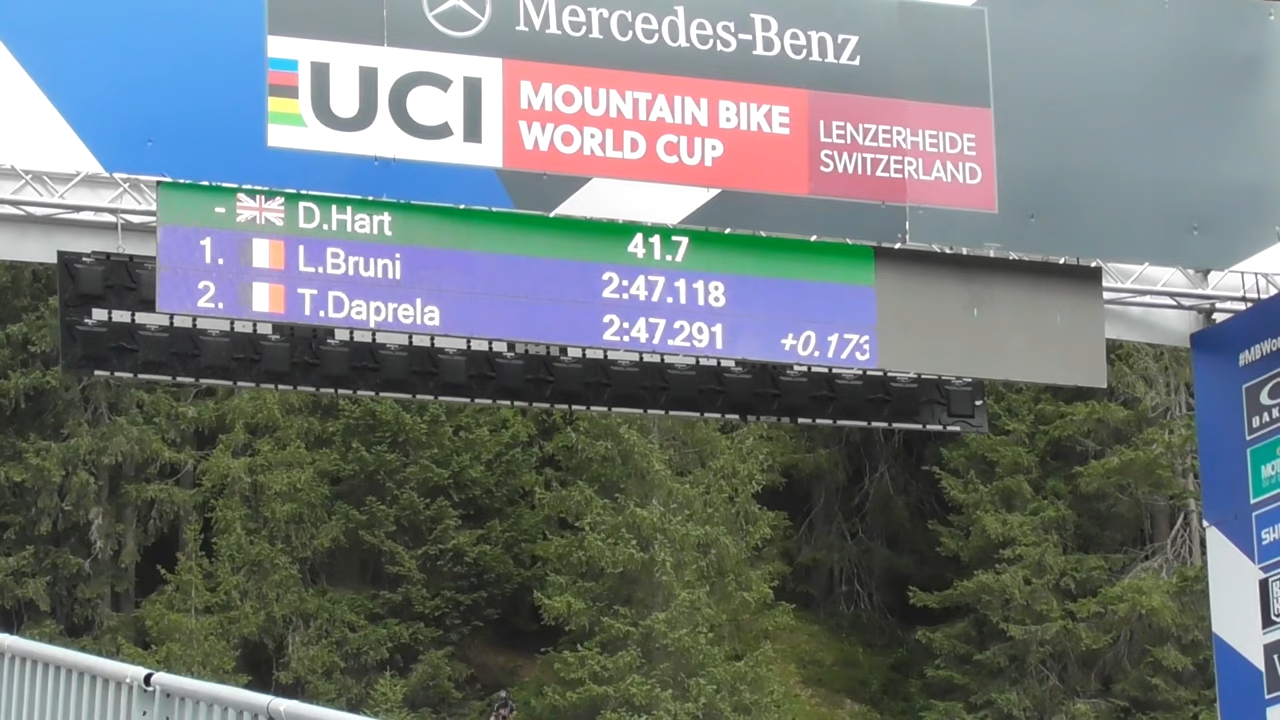 Mercedes-Benz
UCI
MOUNTAIN BIKE
WORLD CUP
LENZERHEIDE
SWITZERLAND
- D.Hart 41.7
1. L.Bruni 2:47.118
2. T.Daprela 2:47.291 +0.173